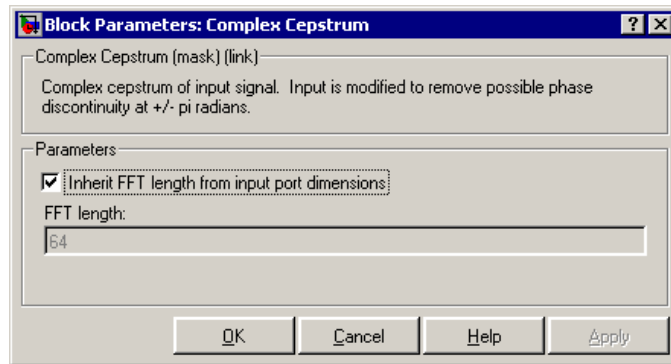 Block Parameters: Complex Cepstrum
Complex Cepstrum (mask) (link)
Complex cepstrum of input signal.  Input is modified to remove possible phase
discontinuity at +/- pi radians.
Parameters
Inherit FFT length from input port dimensions
FFT length:
64
OK Cancel Help Apply